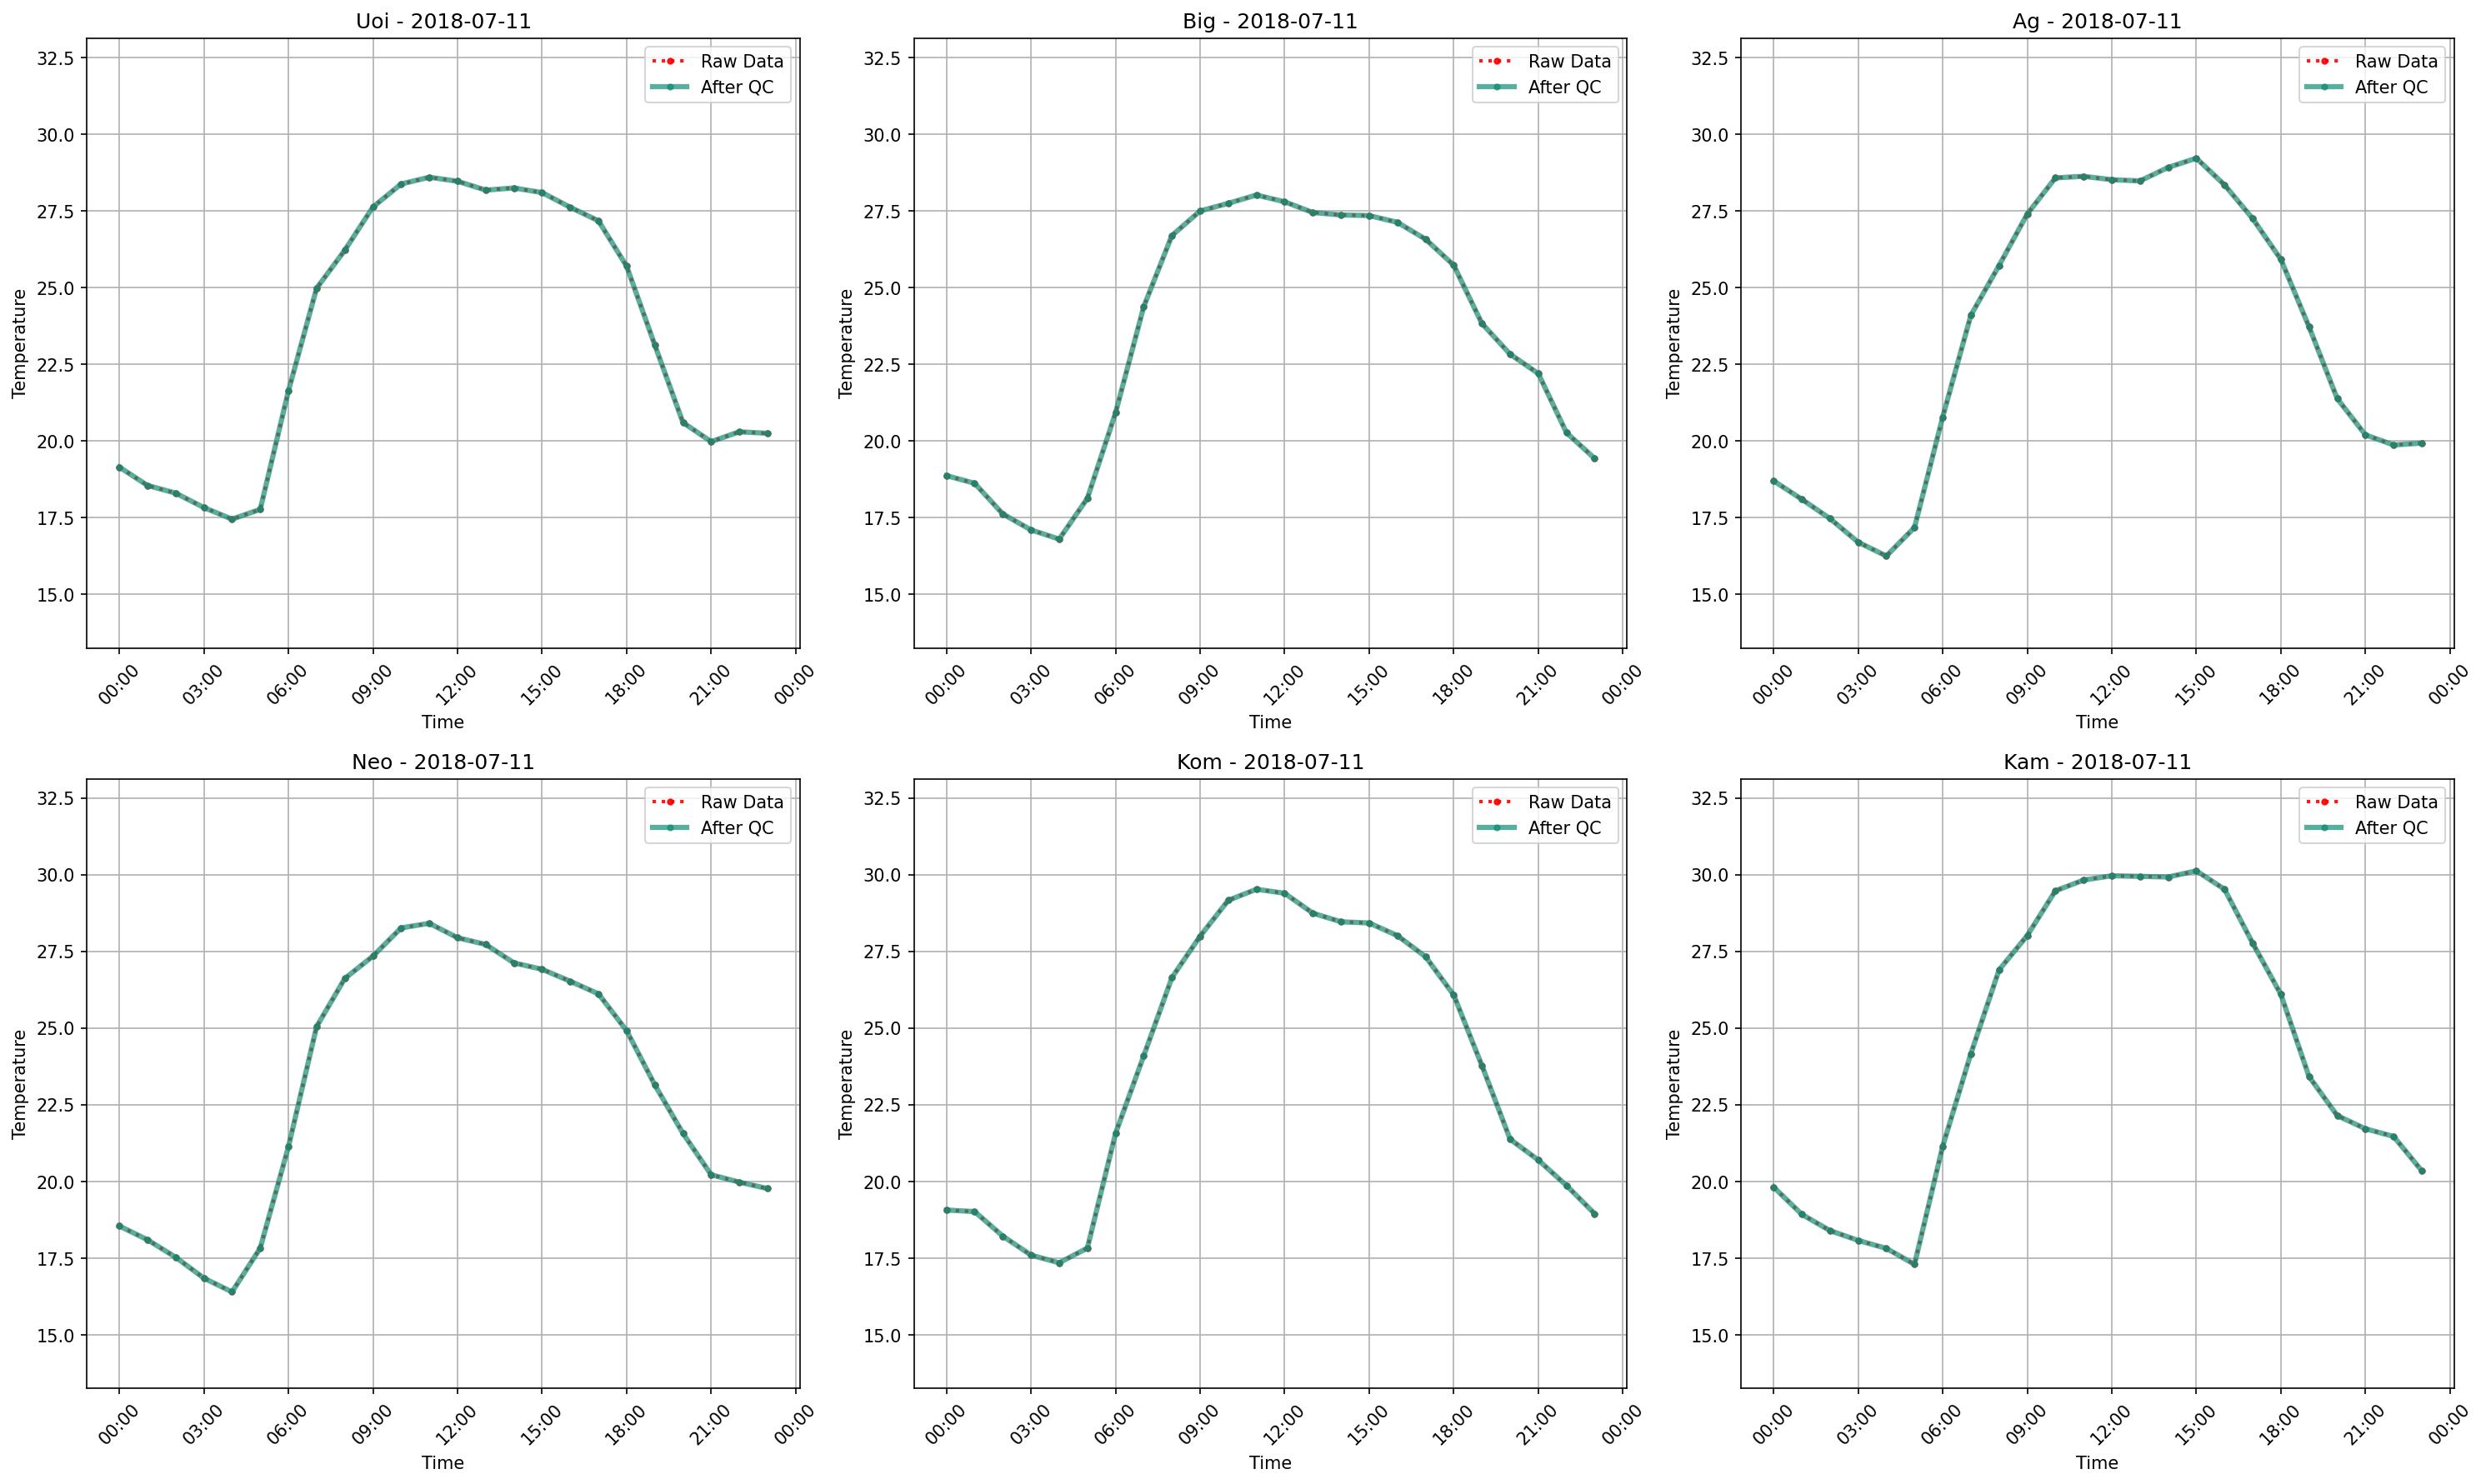 Uoi - 2018-07-11
Raw Data
After QC
32.5
30.0
27.5
25.0
22.5
20.0
17.5
15.0
Temperature
00:00 03:00 06:00 09:00 12:00 15:00 18:00 21:00 00:00
Time
Big - 2018-07-11
Raw Data
After QC
32.5
30.0
27.5
25.0
22.5
20.0
17.5
15.0
Temperature
00:00 03:00 06:00 09:00 12:00 15:00 18:00 21:00 00:00
Time
Ag - 2018-07-11
Raw Data
After QC
32.5
30.0
27.5
25.0
22.5
20.0
17.5
15.0
Temperature
00:00 03:00 06:00 09:00 12:00 15:00 18:00 21:00 00:00
Time
Neo - 2018-07-11
Raw Data
After QC
32.5
30.0
27.5
25.0
22.5
20.0
17.5
15.0
Temperature
00:00 03:00 06:00 09:00 12:00 15:00 18:00 21:00 00:00
Time
Kom - 2018-07-11
Raw Data
After QC
32.5
30.0
27.5
25.0
22.5
20.0
17.5
15.0
Temperature
00:00 03:00 06:00 09:00 12:00 15:00 18:00 21:00 00:00
Time
Kam - 2018-07-11
Raw Data
After QC
32.5
30.0
27.5
25.0
22.5
20.0
17.5
15.0
Temperature
00:00 03:00 06:00 09:00 12:00 15:00 18:00 21:00 00:00
Time